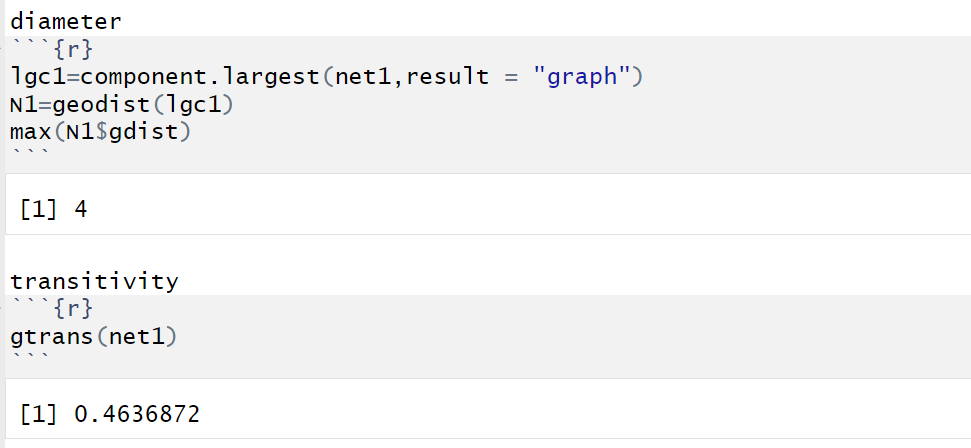 diameter
```{r}
lgc1=component.largest(net1,result = "graph")
N1=geodist(lgc1)
max(N1$gdist)
```
[1] 4
transitivity
```{r}
gtrans(net1)
```
[1] 0.4636872